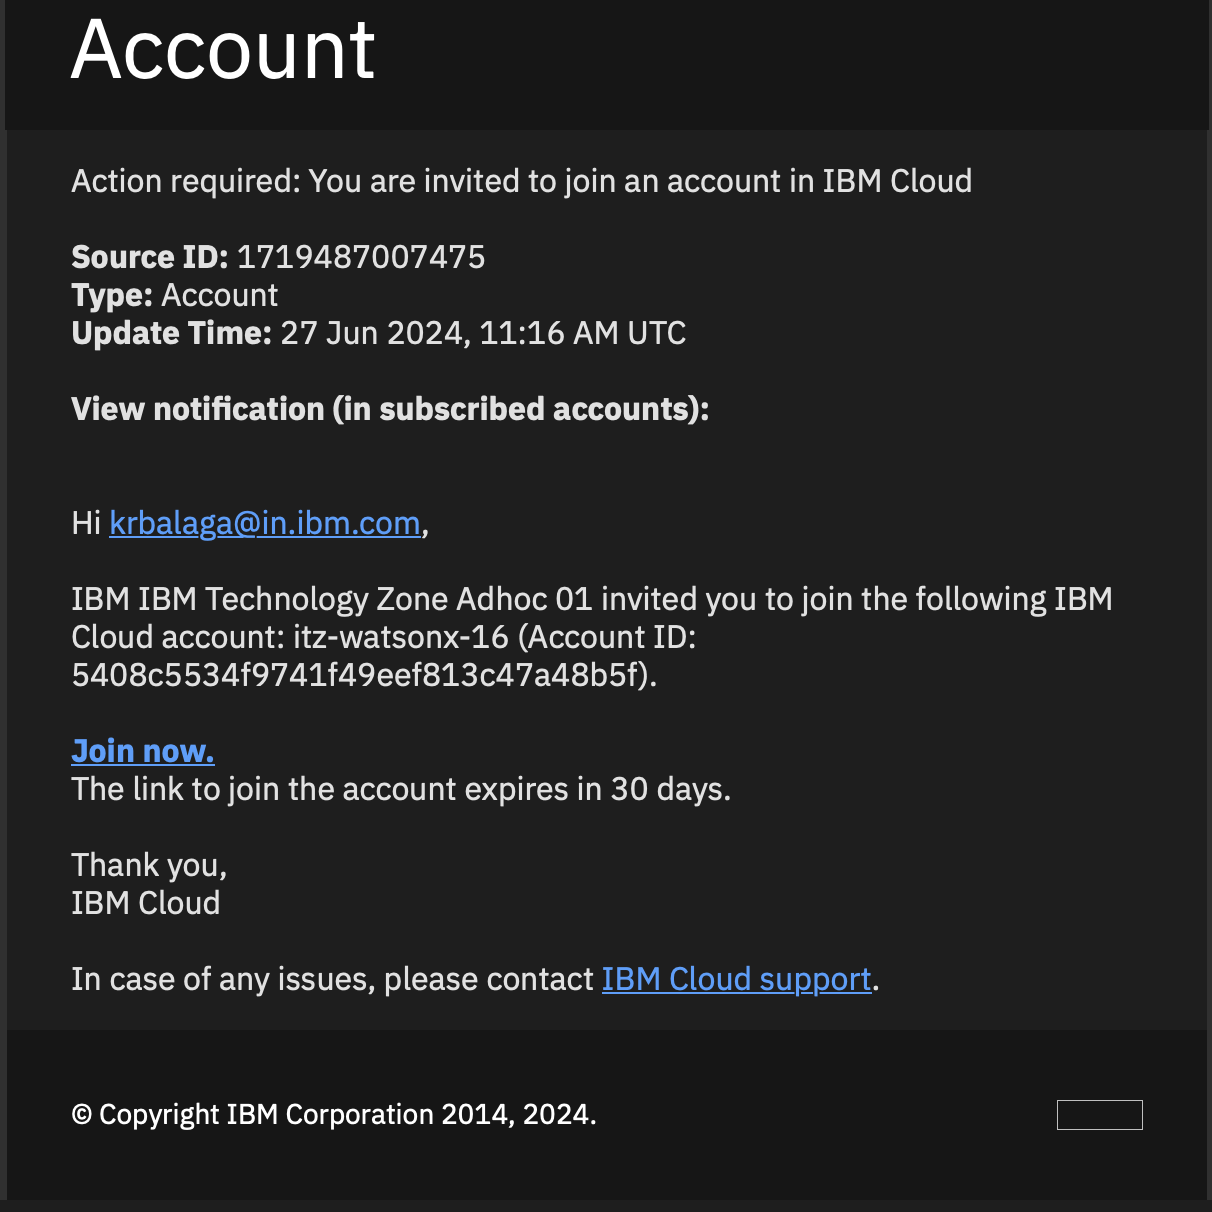 Account
Action required: You are invited to join an account in IBM Cloud
Source ID: 1719487007475
Type: Account
Update Time: 27 Jun 2024, 11:16 AM UTC
View notification (in subscribed accounts):
Hi krbalaga@in.ibm.com,
IBM IBM Technology Zone Adhoc 01 invited you to join the following IBM
Cloud account: itz-watsonx-16 (Account ID:
5408c5534f9741f49eef813c47a48b5f).
Join now.
The link to join the account expires in 30 days.
Thank you,
IBM Cloud
In case of any issues, please contact IBM Cloud support.
© Copyright IBM Corporation 2014, 2024.